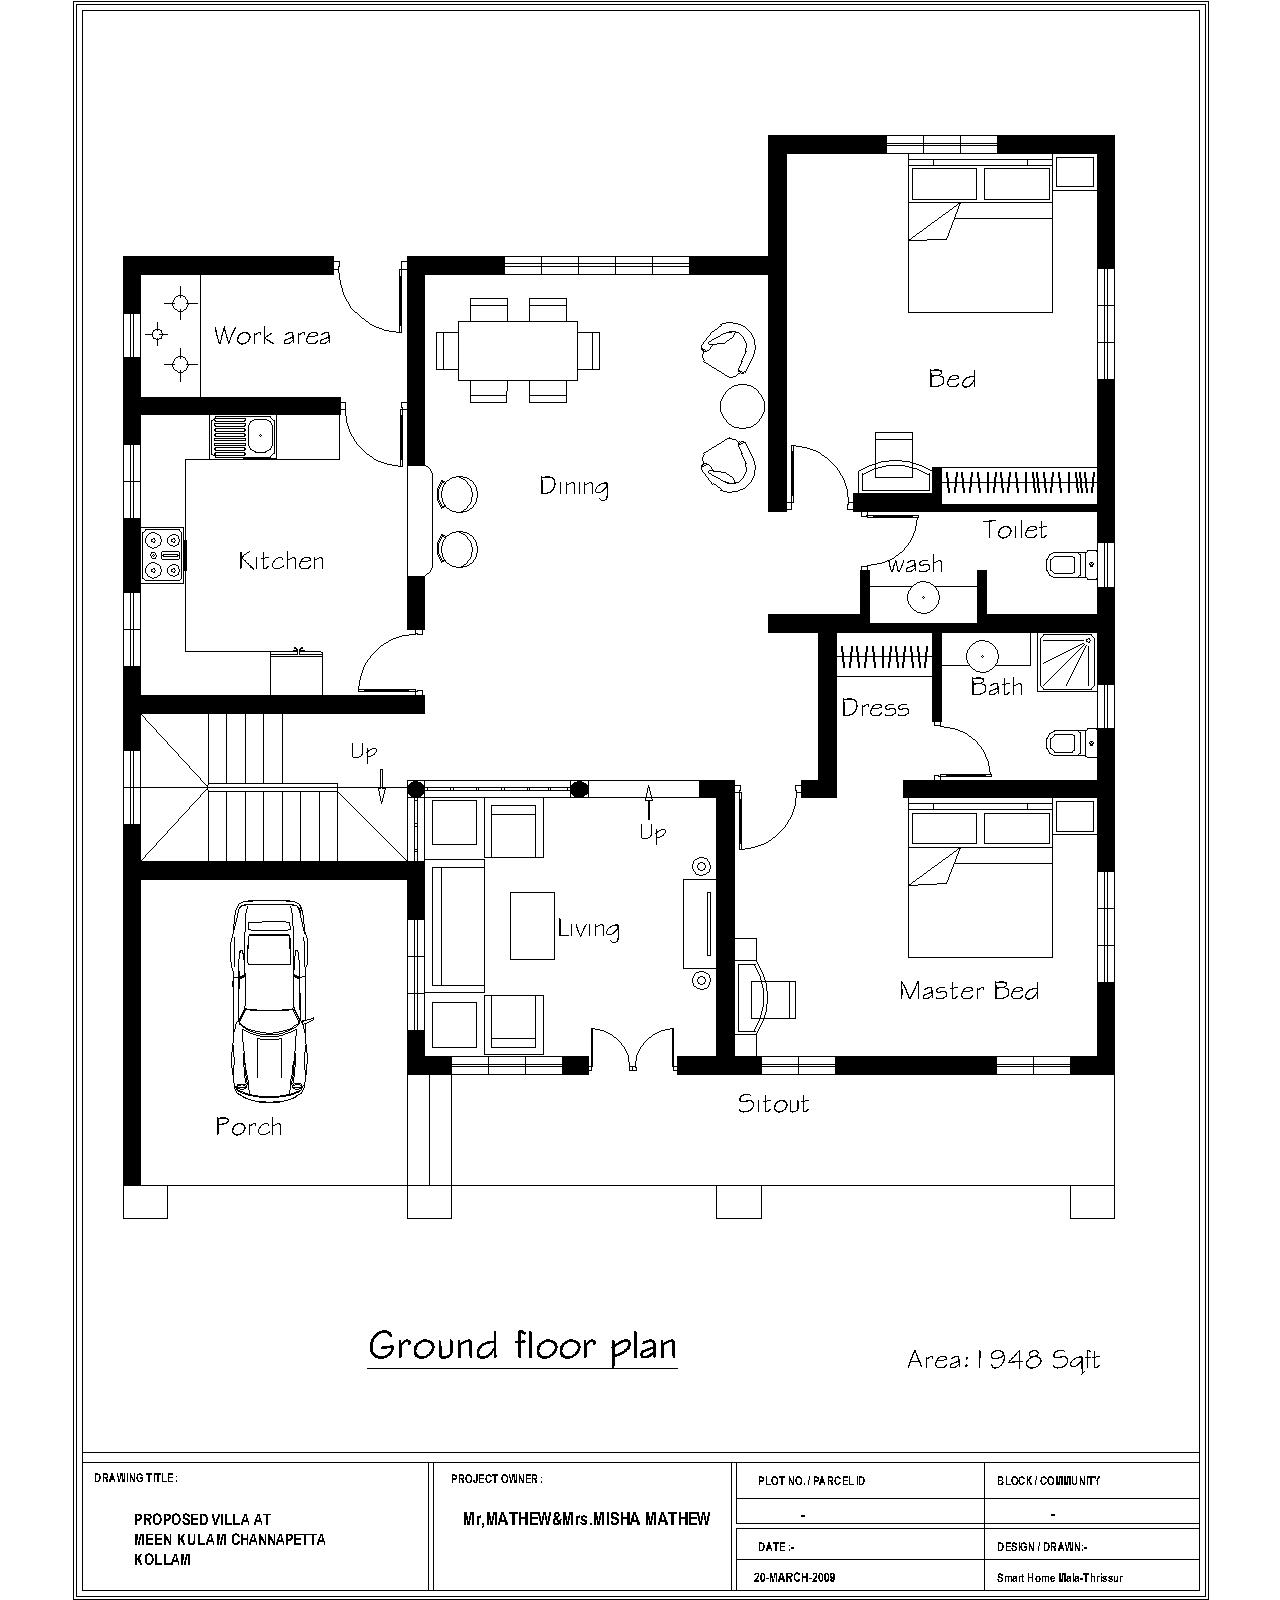 Work area
Bed
Dining
Toilet
Kitchen
wash
Bath
Dress
Up
Up
Living
Master Bed
Sitout
Porch
Ground floor plan
Area:1948 Sqft
DRAWING TITLE:
PROPOSED VILLA AT
MEEN KULAM CHANNAPETTA
KOLLAM
PROJECT OWNER:
Mr,MATHEW&Mrs.MISHA MATHEW
PLOT NO. / PARCEL ID
-
BLOCK / COMMUNITY
-
DATE :-
20-MARCH-2009
DESIGN / DRAWN:-
Smart Home Mala-Thrissur